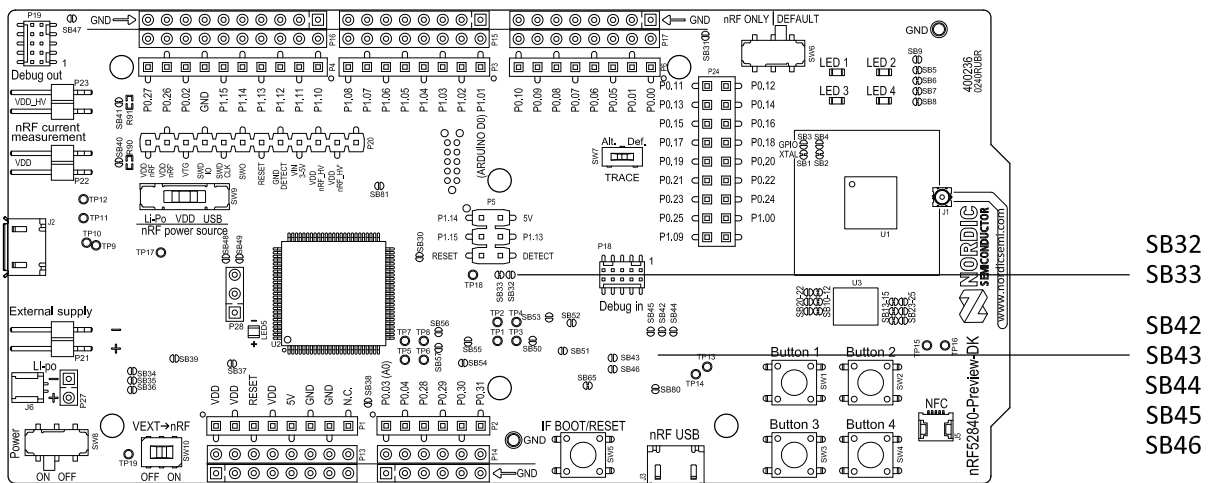 P19
SB47
1
Debug out
GND
P16
P15
GND
P17
nRF ONLY DEFAULT
SB31
SW6
GND
400236
0240RUBR
P23
VDD_HV
nRF current
measurement
VDD
P22
SB41
R91
SB40
R90
P4
P3
P6
P0.27
P0.26
P0.02
GND
P1.15
P1.14
P1.13
P1.12
P1.11
P1.10
P1.08
P1.07
P1.06
P1.05
P1.04
P1.03
P1.02
P1.01
(ARDUINO D0)
P0.10
P0.09
P0.08
P0.07
P0.06
P0.05
P0.01
P0.00
P24
P0.11 P0.12
P0.13 P0.14
P0.15 P0.16
P0.17 P0.18
P0.19 P0.20
P0.21 P0.22
P0.23 P0.24
P0.25 P1.00
P1.09
LED 1 LED 2
LED 3 LED 4
SB9
SB5
SB6
SB7
SB8
P20
VDD
nRF
VDD
nRF
VTG
SWD
IO
SWD
CLK
SWO
RESET
GND
DETECT
VIN
3-5V
VDD
nRF_HV
VDD
nRF_HV
Alt. Def.
SW7
TRACE
SB3 SB4
GPIO
XTAL
SB1 SB2
U1
J1
NORDIC
SEMICONDUCTOR
www.nordicsemi.com
SW9
Li-Po VDD USB
nRF power source
SB81
TP12
TP11
TP10
TP9
TP17
J2
SB48
SB49
SB30
P5
P1.14 5V
P1.15 P1.13
RESET DETECT
TP18
SB33
SB32
P18
1
Debug in
U3
SB20-22
SB10-12
SB13-15
SB23-25
P28
LED5
+
U2
External supply
-
+
P21
TP7 TP8
TP5 TP6
SB56
SB57
SB55
SB54
TP2 TP4
TP1 TP3
SB53
SB50
SB52
SB51
SB45
SB42
SB44
SB43
SB46
SB65
SB80
TP13
TP14
TP15
TP16
SB39
SB37
SB34
SB35
SB36
SB38
Li-po
-
+
J6
P27
Power
SW8
ON OFF
VEXT→nRF
SW10
OFF ON
TP19
VDD
VDD
RESET
VDD
5V
GND
GND
N.C.
P1
P13
P0.03 (A0)
P0.04
P0.28
P0.29
P0.30
P0.31
P2
P14
GND
GND
IF BOOT/RESET
SW5
nRF USB
J3
Button 1 Button 2
SW1 SW2
Button 3 Button 4
SW3 SW4
NFC
J5
nRF52840-Preview-DK
SB32
SB33
SB42
SB43
SB44
SB45
SB46